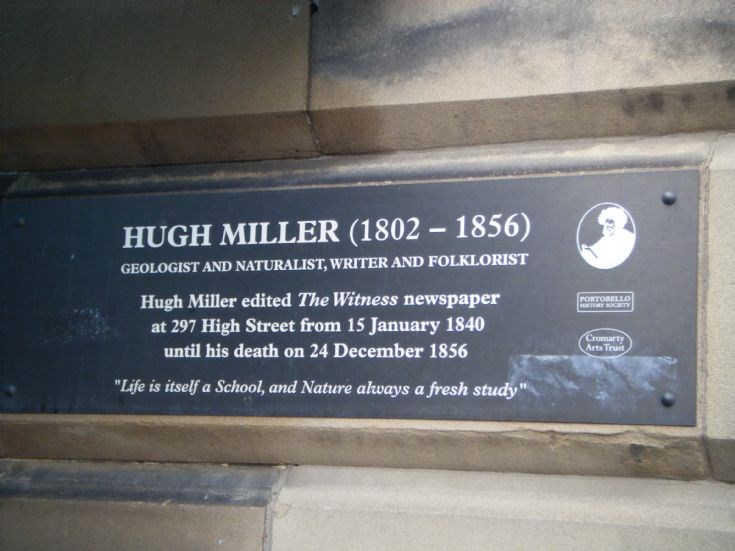 HUGH MILLER (1802 – 1856)
GEOLOGIST AND NATURALIST, WRITER AND FOLKLORIST
Hugh Miller edited The Witness newspaper
at 297 High Street from 15 January 1840
until his death on 24 December 1856
"Life is itself a School, and Nature always a fresh study"
PORTOBELLO
HISTORY SOCIETY
Cromarty
Arts Trust